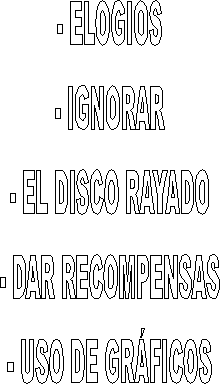 - ELOGIOS
- IGNORAR
- EL DISCO RAYADO
- DAR RECOMPENSAS
- USO DE GRÁFICOS